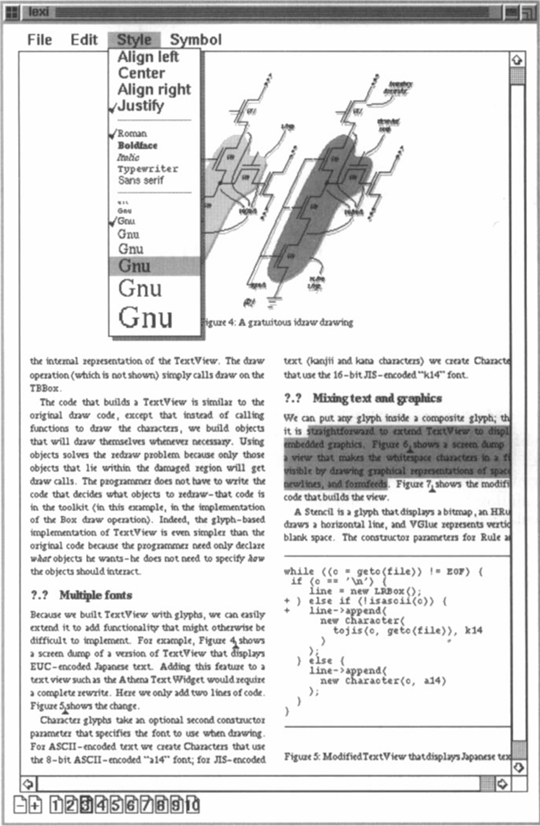 lexi
File Edit Style Symbol
Align left
Center
Align right
Justify
Roman
Boldface
Italic
Typewriter
Sans serif
Gnu
Gnu
Gnu
Gnu
Gnu
Gnu
Gnu
Figure 4: A gratuitous idraw drawing
the internal representation of the TextView. The draw
operation (which is not shown) simply calls draw on the
TBBox.
The code that builds a TextView is similar to the
original draw code, except that instead of calling
functions to draw the characters, we build objects
that will draw themselves whenever necessary. Using
objects solves the redraw problem because only those
objects that lie within the damaged region will get
draw calls. The programmer does not have to write the
code that decides what objects to redraw-that code is
in the toolkit (in this example, in the implementation
of the Box draw operation). Indeed, the glyph-based
implementation of TextView is even simpler than the
original code because the programmer need only declare
what objects he wants-he does not need to specify how
the objects should interact.
?.? Multiple fonts
Because we built TextView with glyphs, we can easily
extend it to add functionality that might otherwise be
difficult to implement. For example, Figure 4 shows
a screen dump of a version of TextView that displays
EUC-encoded Japanese text. Adding this feature to a
text view such as the Athena Text Widget would require
a complete rewrite. Here we only add two lines of code.
Figure 5 shows the change.
Character glyphs take an optional second constructor
parameter that specifies the font to use when drawing.
For ASCII-encoded text we create Characters that use
the 8-bit ASCII-encoded "a14" font; for JIS-encoded
text (kanjii and kana characters) we create Characte
that use the 16-bit JIS-encoded "k14" font.
?.? Mixing text and graphics
We can put any glyph inside a composite glyph; th
it is straightforward to extend TextView to displ
embedded graphics. Figure 6 shows a screen dump
a view that makes the whitespace characters in a fi
visible by drawing graphical representations of space
newlines, and formfeeds. Figure 7 shows the modifi
code that builds the view.
A Stencil is a glyph that displays a bitmap, an HRu
draws a horizontal line, and VGlue represents vertic
blank space. The constructor parameters for Rule a
while ((c = getc(file)) != EOF) {
if (c == '\n') {
line = new LRBox();
+ } else if (!isascii(c)) {
+ line->append(
new Character(
tojis(c, getc(file)), k14
)
);
} else {
line->append(
new Character(c, a14)
);
}
}
Figure 5: Modified TextView that displays Japanese tex
- + 1 2 3 4 5 6 7 8 9 10